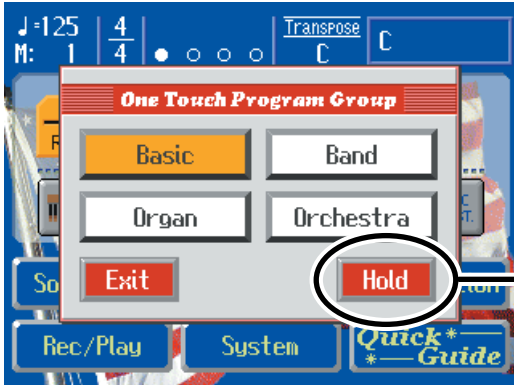 ♩=125 4/4 Transpose C
M: 1 C
One Touch Program Group
Basic Band
Organ Orchestra
Exit Hold
So
Rec/Play System Quick Guide